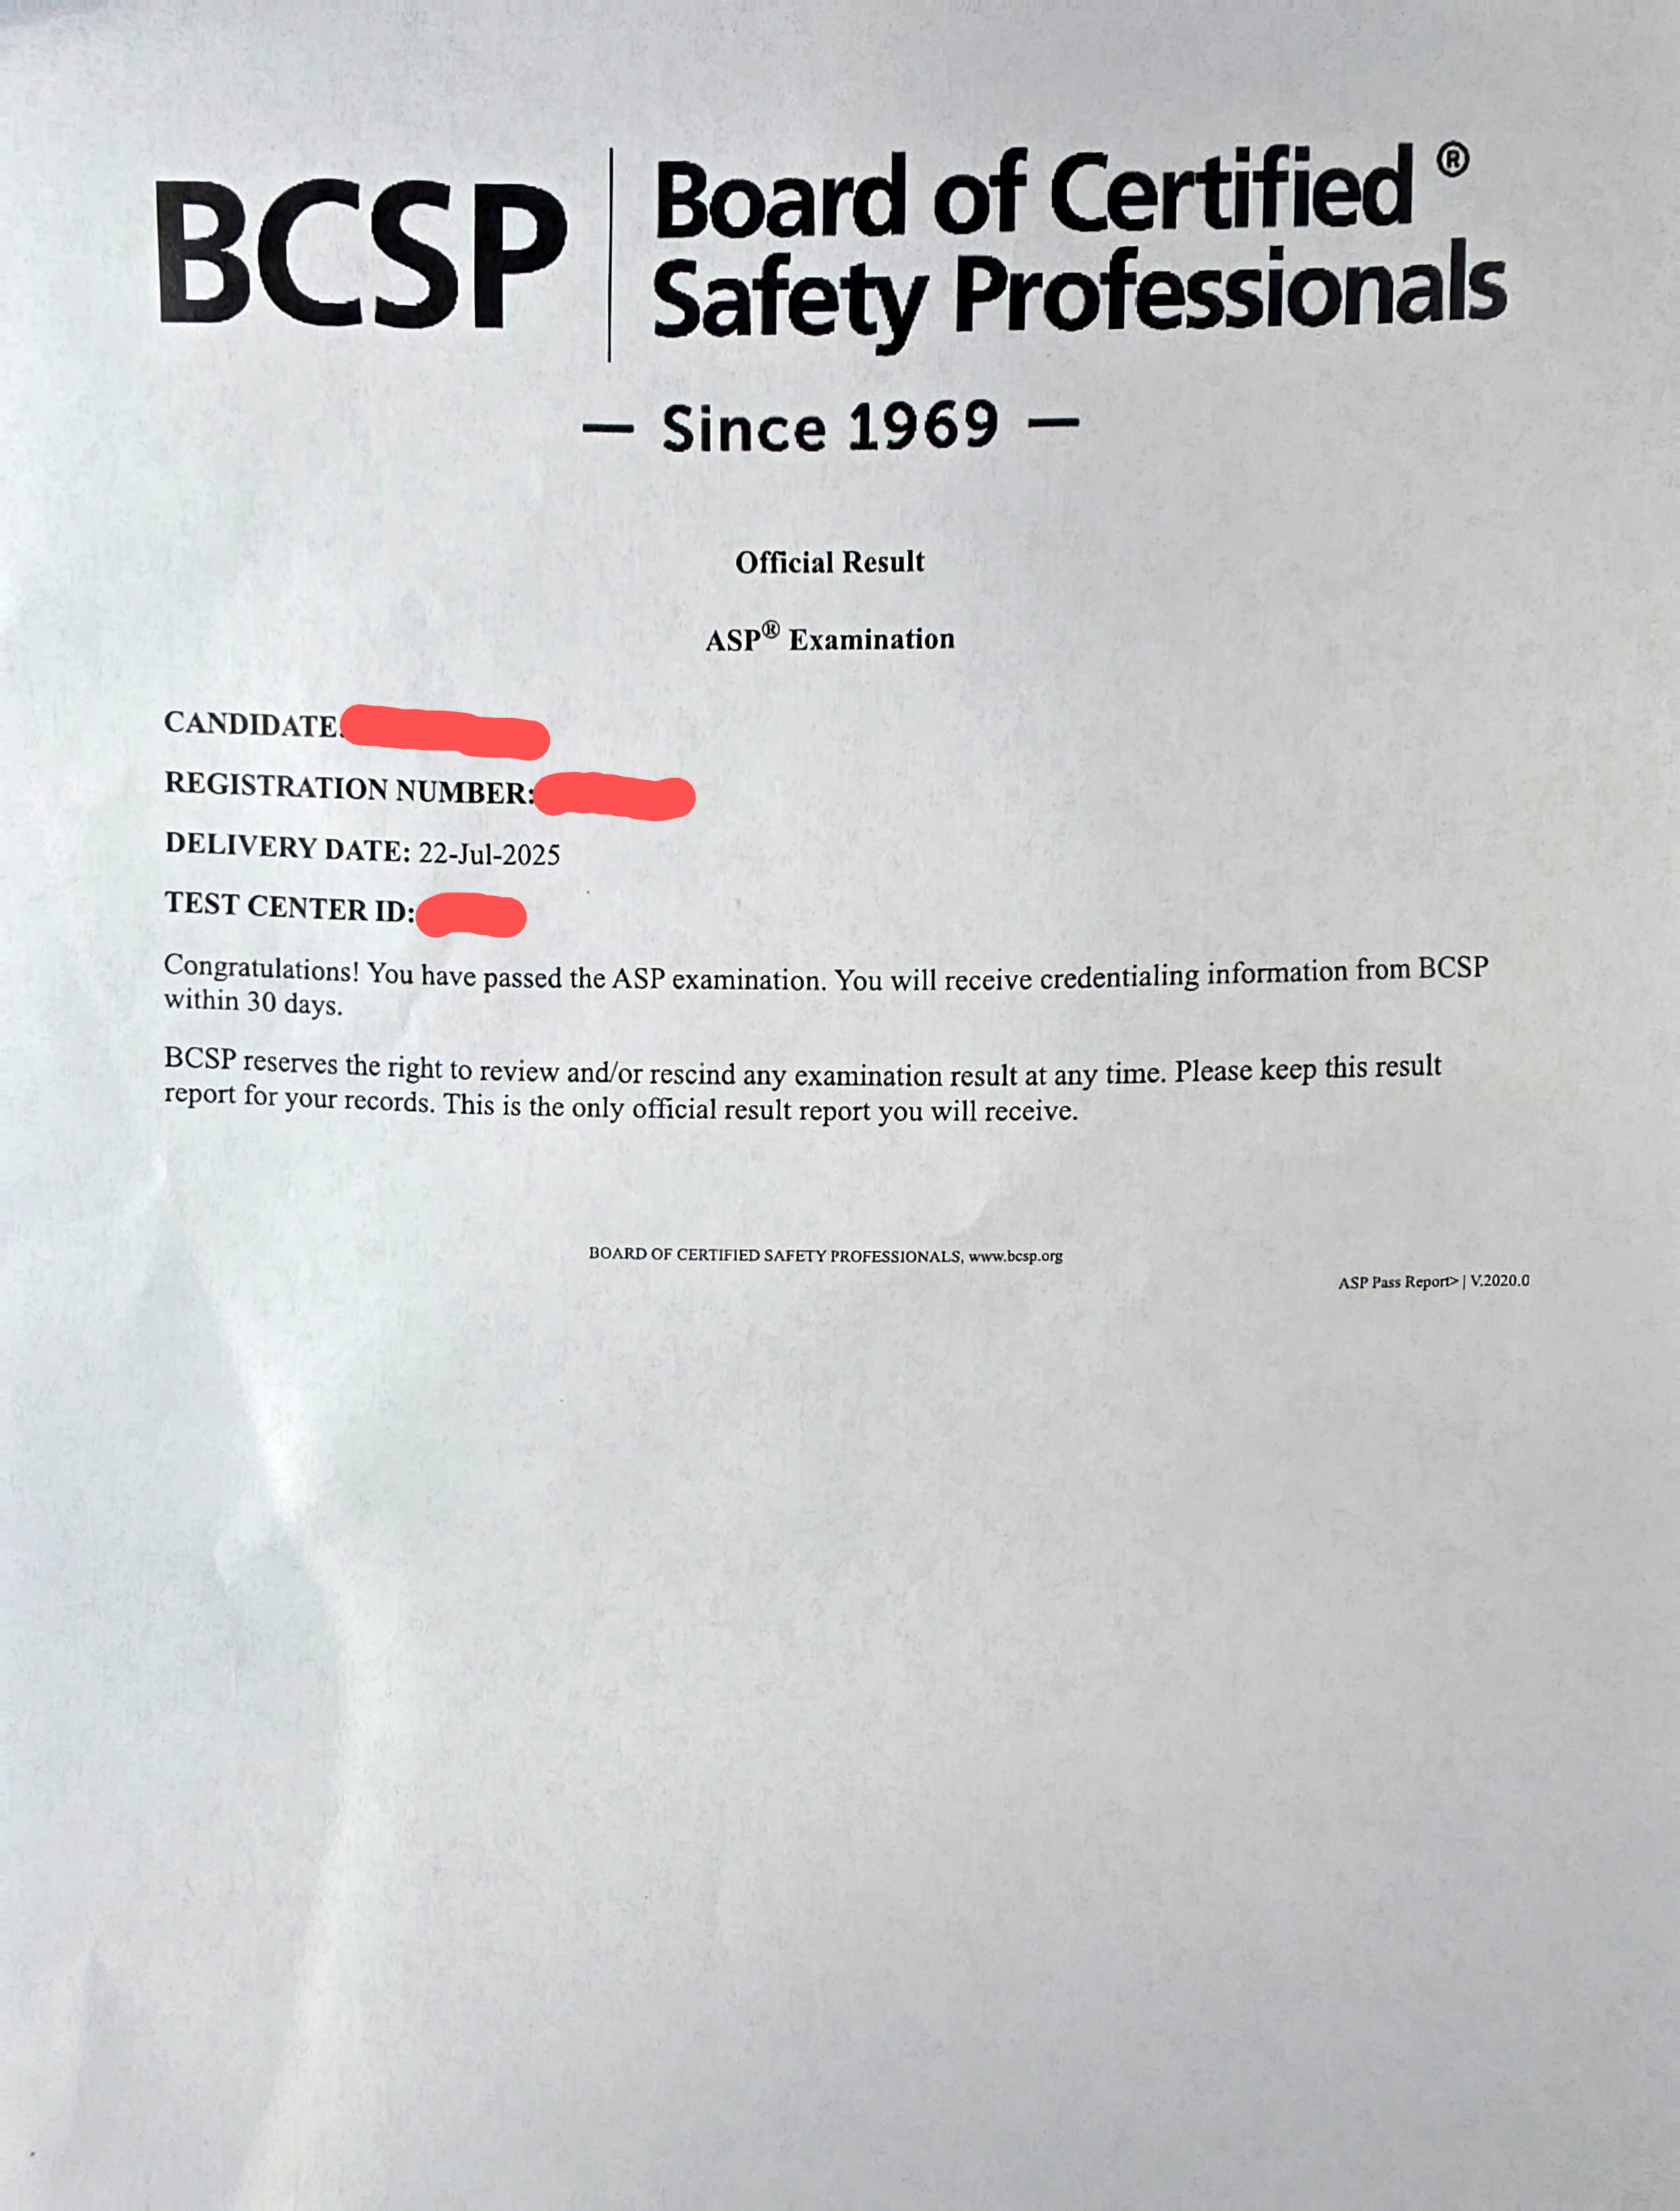 BCSP
Board of Certified ®
Safety Professionals
— Since 1969 —
Official Result
ASP® Examination
CANDIDATE:
REGISTRATION NUMBER:
DELIVERY DATE: 22-Jul-2025
TEST CENTER ID:
Congratulations! You have passed the ASP examination. You will receive credentialing information from BCSP
within 30 days.
BCSP reserves the right to review and/or rescind any examination result at any time. Please keep this result
report for your records. This is the only official result report you will receive.
BOARD OF CERTIFIED SAFETY PROFESSIONALS, www.bcsp.org
ASP Pass Report> | V.2020.0